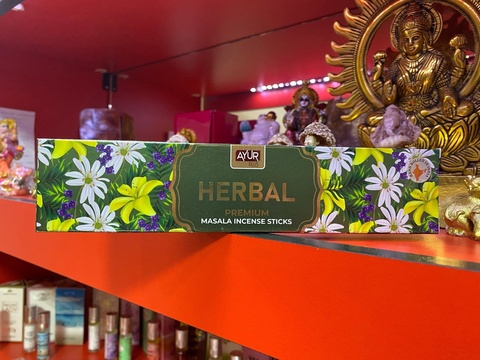 AYUR
HERBAL
PREMIUM
MASALA INCENSE STICKS